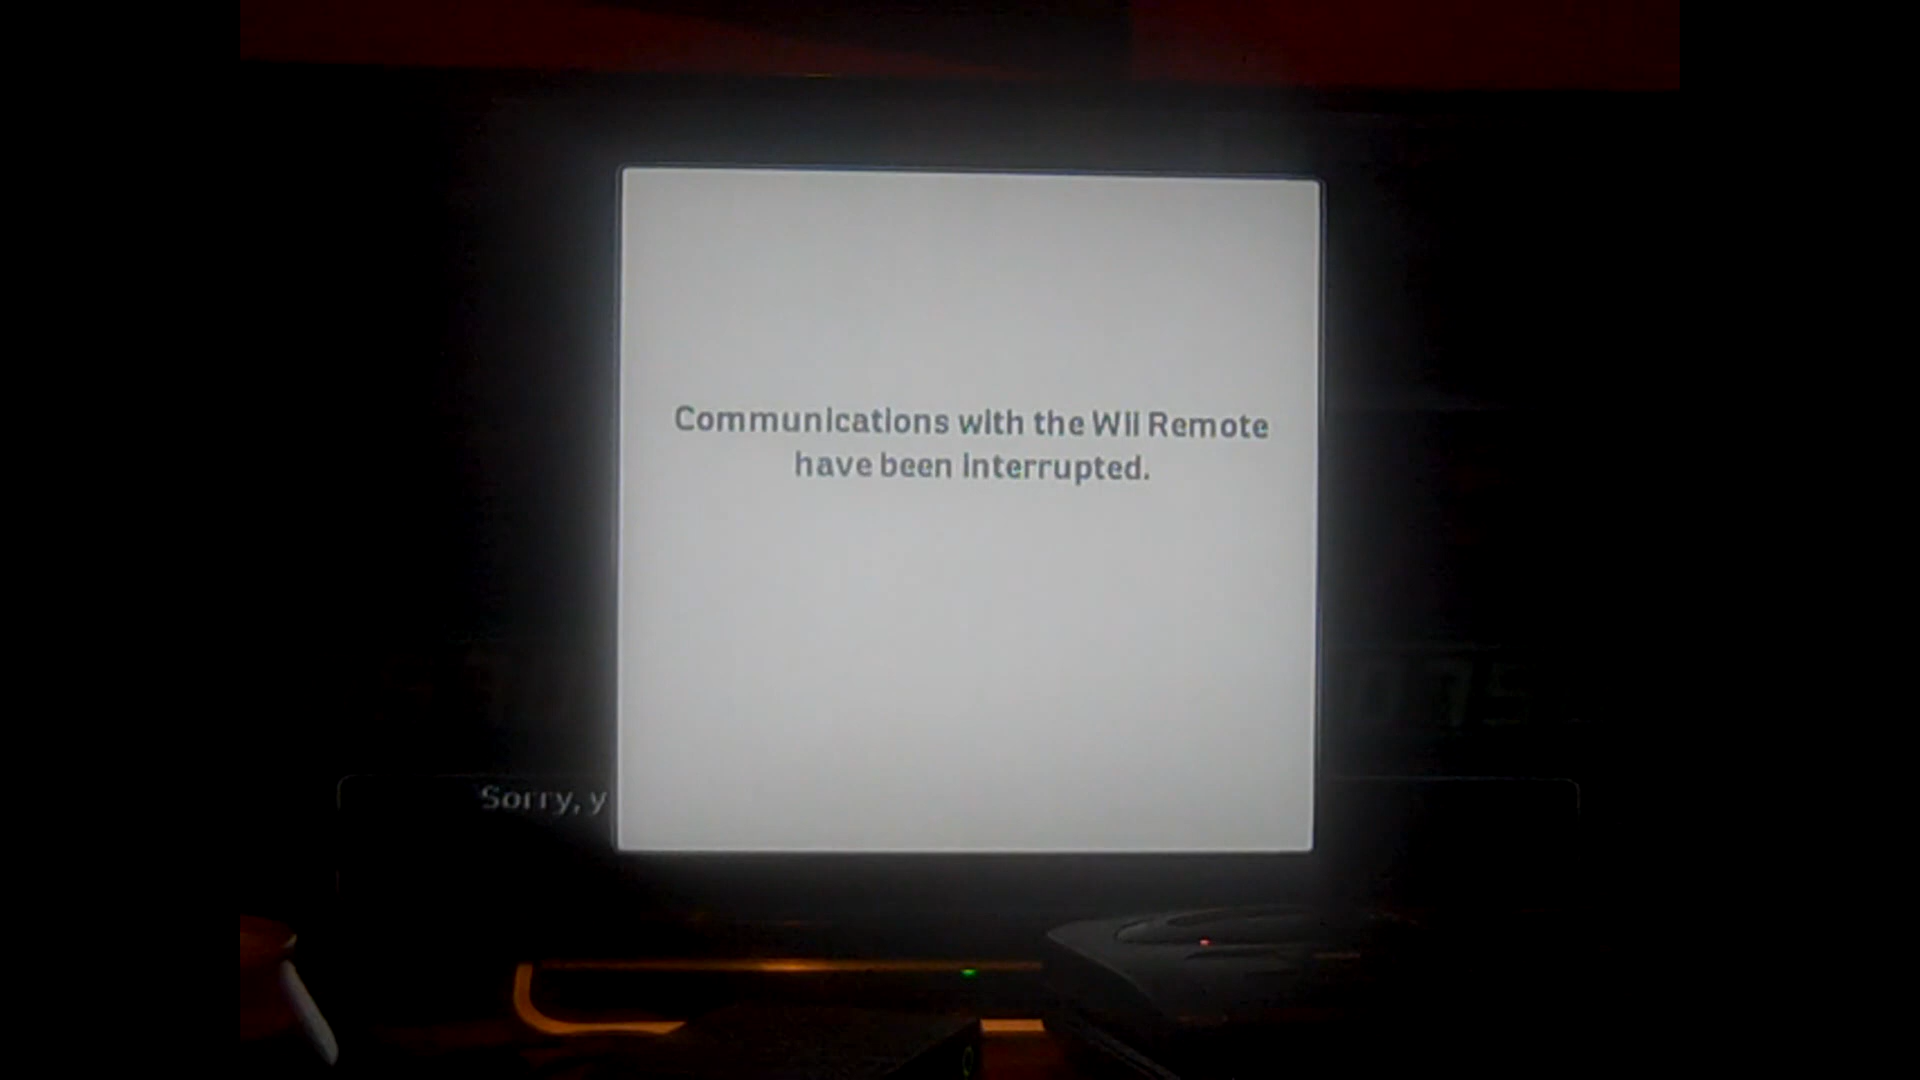 Communications with the Wii Remote
have been interrupted.
Sorry, y